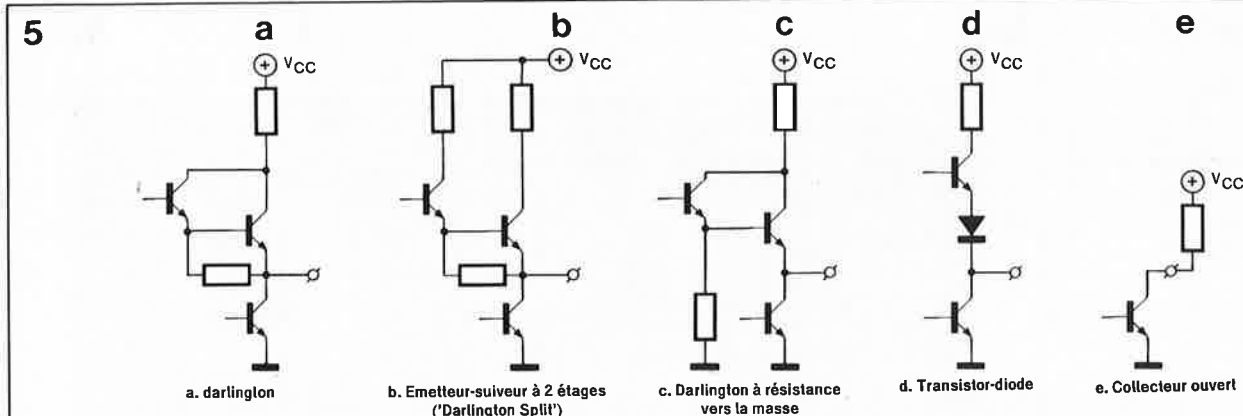 5
a
b
c
d
e
VCC
VCC
VCC
VCC
VCC
a. darlington
b. Emetteur-suiveur à 2 étages
('Darlington Split')
c. Darlington à résistance
vers la masse
d. Transistor-diode
e. Collecteur ouvert